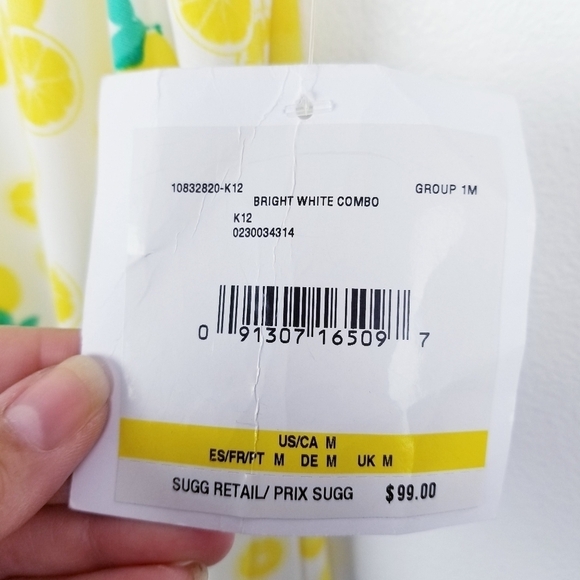 10832820-K12 GROUP 1M
BRIGHT WHITE COMBO
K12
0230034314
0 91307 16509 7
US/CA M
ES/FR/PT M DE M UK M
SUGG RETAIL/ PRIX SUGG $99.00